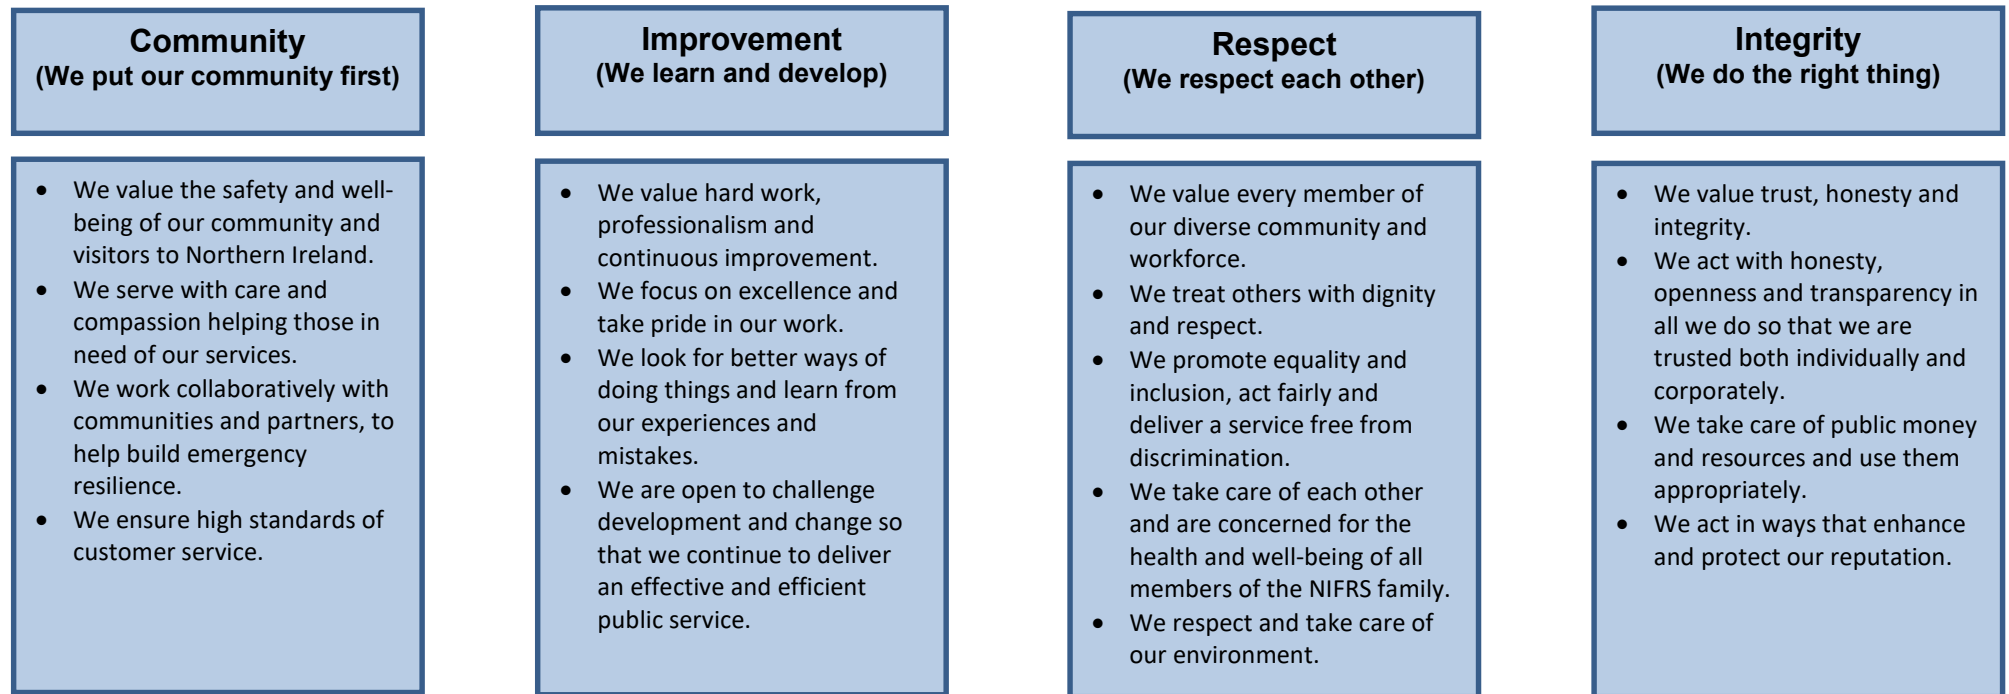 Community
(We put our community first)
• We value the safety and well-
being of our community and
visitors to Northern Ireland.
• We serve with care and
compassion helping those in
need of our services.
• We work collaboratively with
communities and partners, to
help build emergency
resilience.
• We ensure high standards of
customer service.
Improvement
(We learn and develop)
• We value hard work,
professionalism and
continuous improvement.
• We focus on excellence and
take pride in our work.
• We look for better ways of
doing things and learn from
our experiences and
mistakes.
• We are open to challenge
development and change so
that we continue to deliver
an effective and efficient
public service.
Respect
(We respect each other)
• We value every member of
our diverse community and
workforce.
• We treat others with dignity
and respect.
• We promote equality and
inclusion, act fairly and
deliver a service free from
discrimination.
• We take care of each other
and are concerned for the
health and well-being of all
members of the NIFRS family.
• We respect and take care of
our environment.
Integrity
(We do the right thing)
• We value trust, honesty and
integrity.
• We act with honesty,
openness and transparency in
all we do so that we are
trusted both individually and
corporately.
• We take care of public money
and resources and use them
appropriately.
• We act in ways that enhance
and protect our reputation.